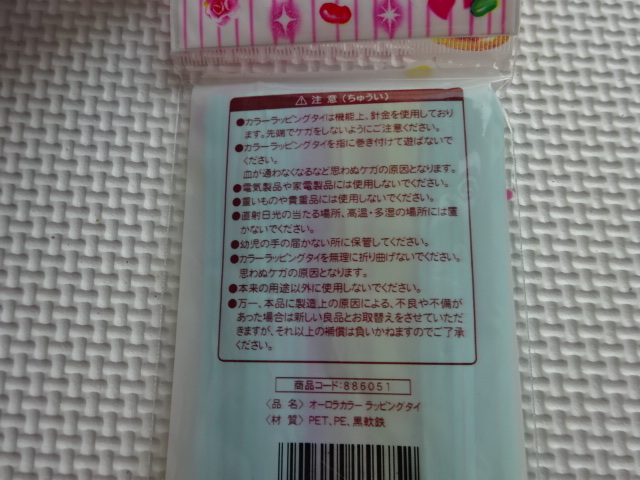 ⚠注意(ちゅうい)
●カラーラッピングタイは機能上、針金を使用しており
ます。先端でケガをしないようにご注意ください。
●カラーラッピングタイを指に巻き付けて遊ばないで
ください。
血が通わなくなるなど思わぬケガの原因となります。
●電気製品や家電製品には使用しないでください。
●重いものや貴重品には使用しないでください。
●直射日光の当たる場所、高温・多湿の場所には置
かないでください。
●幼児の手の届かない所に保管してください。
●カラーラッピングタイを無理に折り曲げないでください。
思わぬケガの原因となります。
●本来の用途以外に使用しないでください。
●万一、本品に製造上の原因による、不良や不備が
あった場合は新しい良品とお取替えをさせていただ
きますが、それ以上の補償は負いかねますのでご了承
ください。
商品コード:886051
〈品 名〉 オーロラカラー ラッピングタイ
〈材 質〉 PET、PE、黒軟鉄